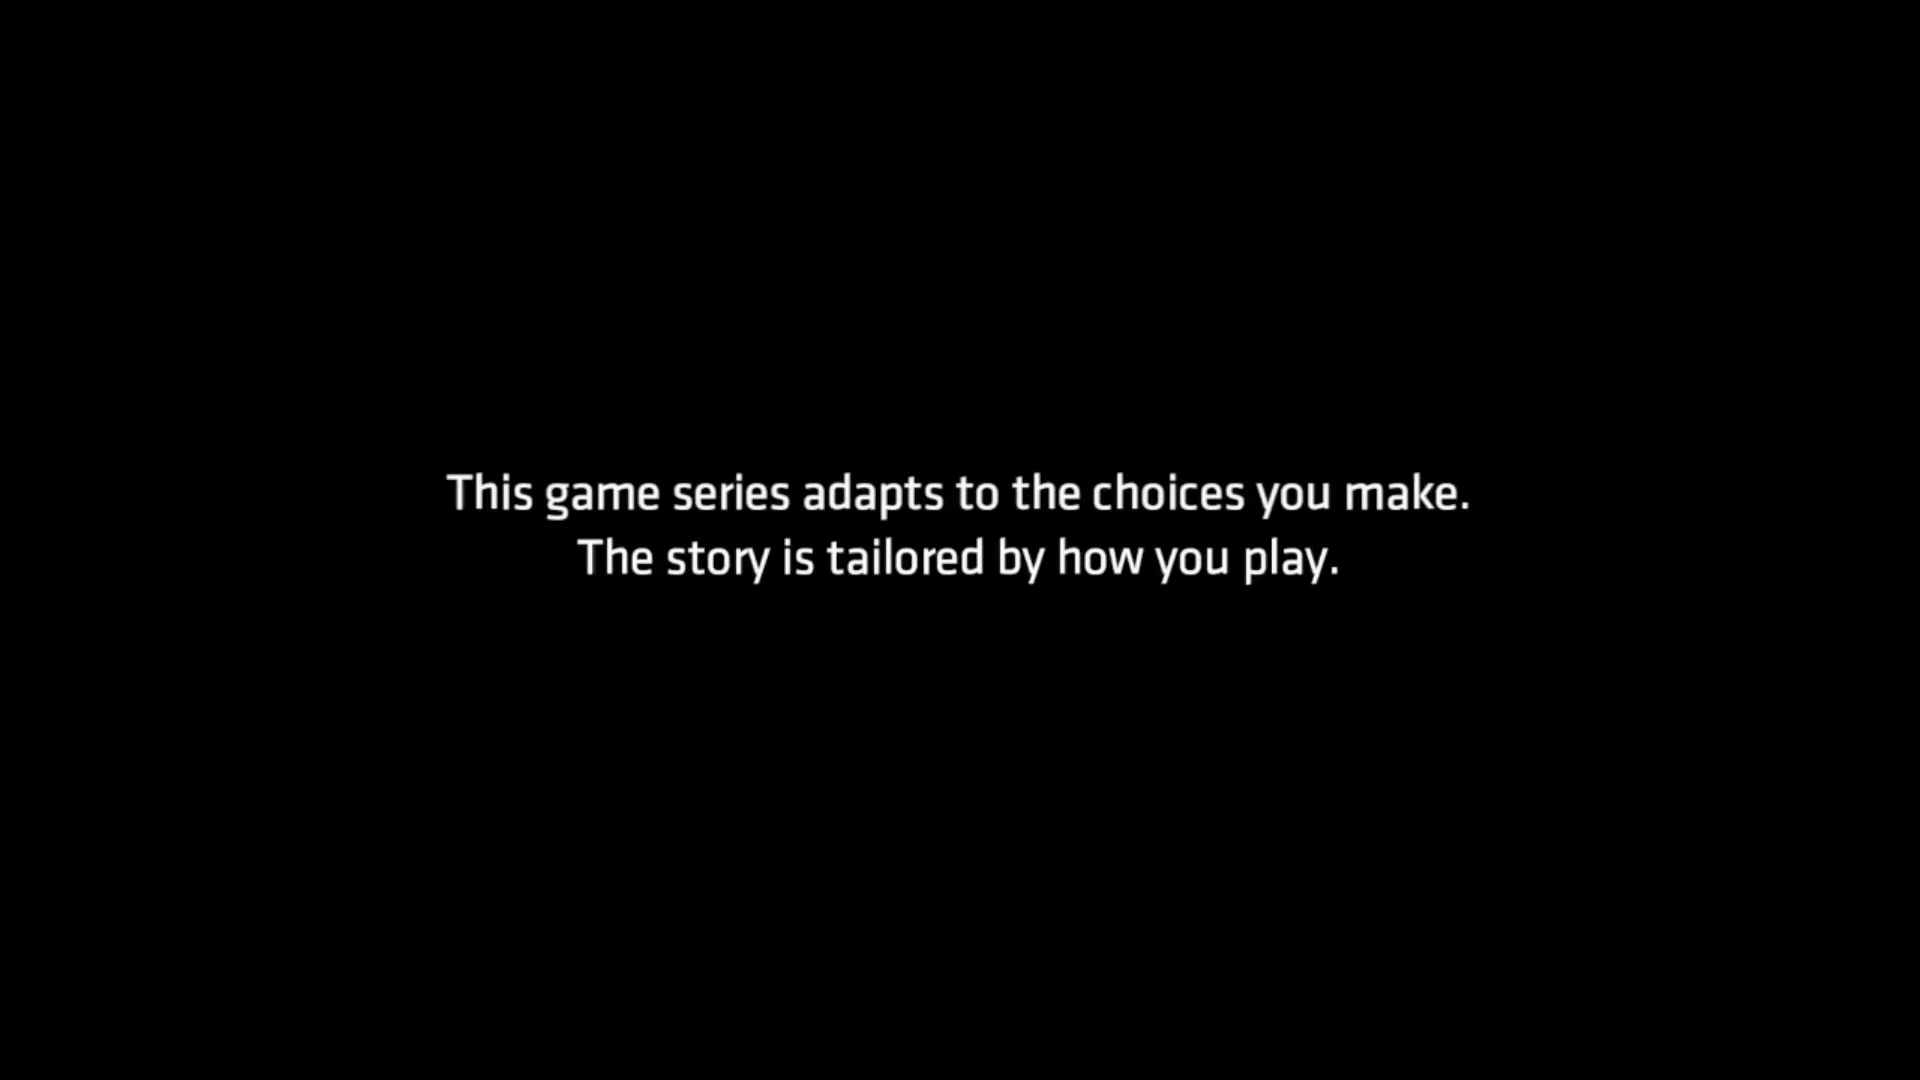 This game series adapts to the choices you make.
The story is tailored by how you play.